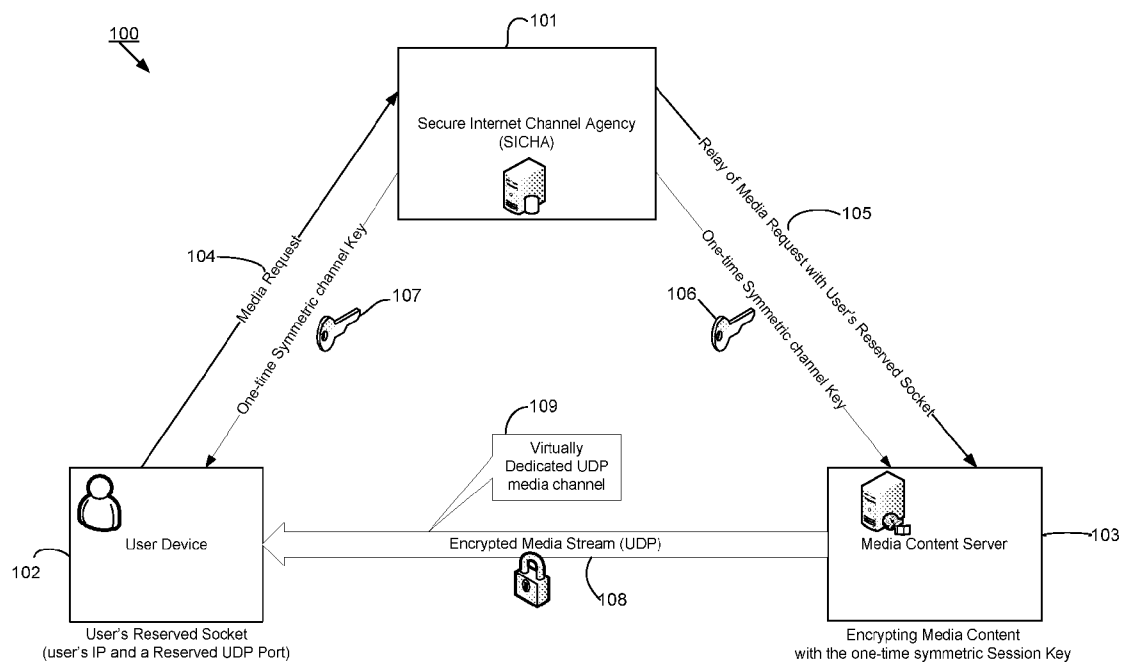 100
101
Secure Internet Channel Agency
(SICHA)
Relay of Media Request with User's Reserved Socket
105
104
Media Request
One-time Symmetric channel Key
107
106
One-time Symmetric channel Key
109
Virtually
Dedicated UDP
media channel
User Device
Encrypted Media Stream (UDP)
Media Content Server
103
102
108
User's Reserved Socket
(user's IP and a Reserved UDP Port)
Encrypting Media Content
with the one-time symmetric Session Key